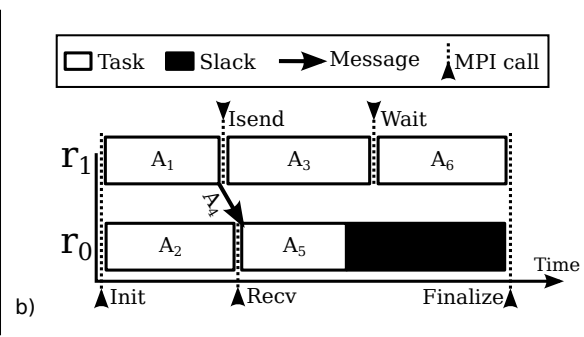 Task Slack Message MPI call
Isend Wait
r1 A1 A3 A6
A4
r0 A2 A5
Time
Init Recv Finalize
b)